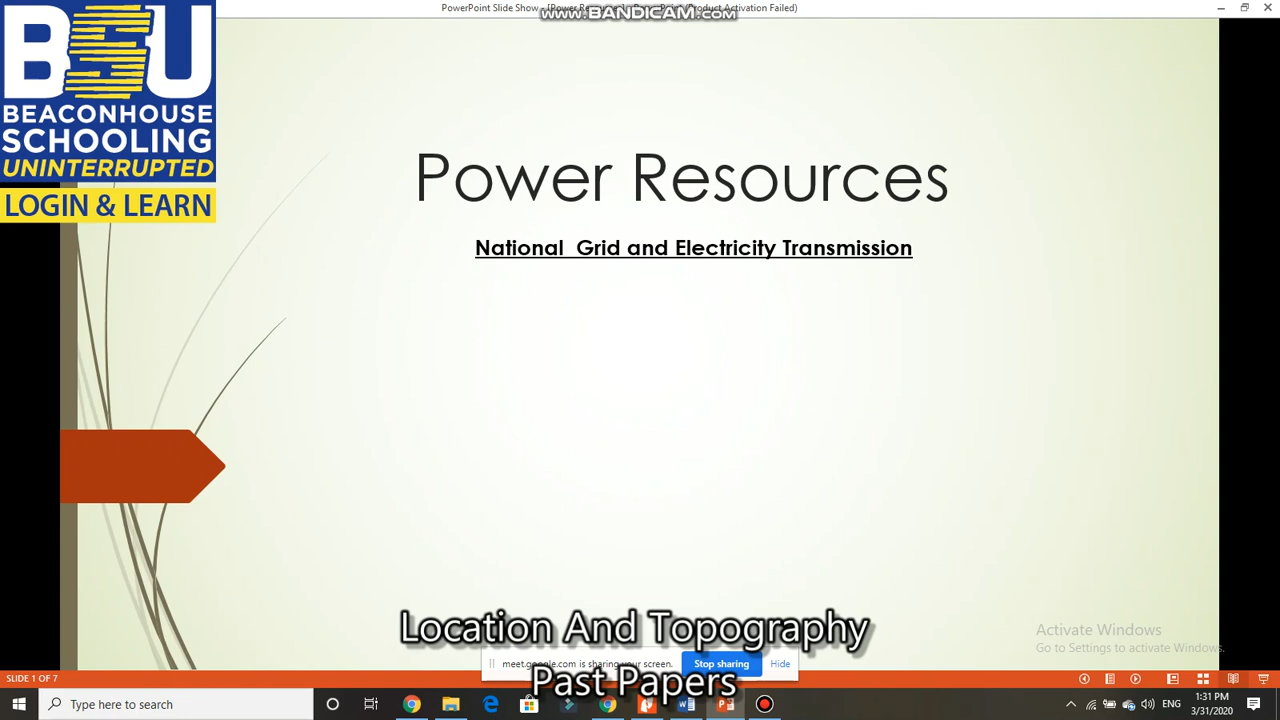 PowerPoint Slide Show - [Power Re
Product Activation Failed)
www.BANDICAM.com
BSU
BEACONHOUSE
SCHOOLING
UNINTERRUPTED
LOGIN & LEARN
Power Resources
National Grid and Electricity Transmission
Location And Topography
Past Papers
meet.google.com is sharing your screen.
Stop sharing
Hide
Activate Windows
Go to Settings to activate Windows.
SLIDE 1 OF 7
Type here to search
ENG
1:31 PM
3/31/2020